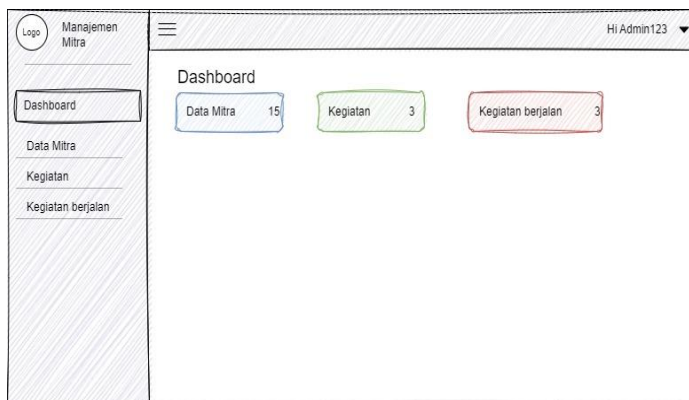 Logo
Manajemen
Mitra
Hi Admin123
Dashboard
Data Mitra
Kegiatan
Kegiatan berjalan
Dashboard
Data Mitra 15
Kegiatan 3
Kegiatan berjalan 3